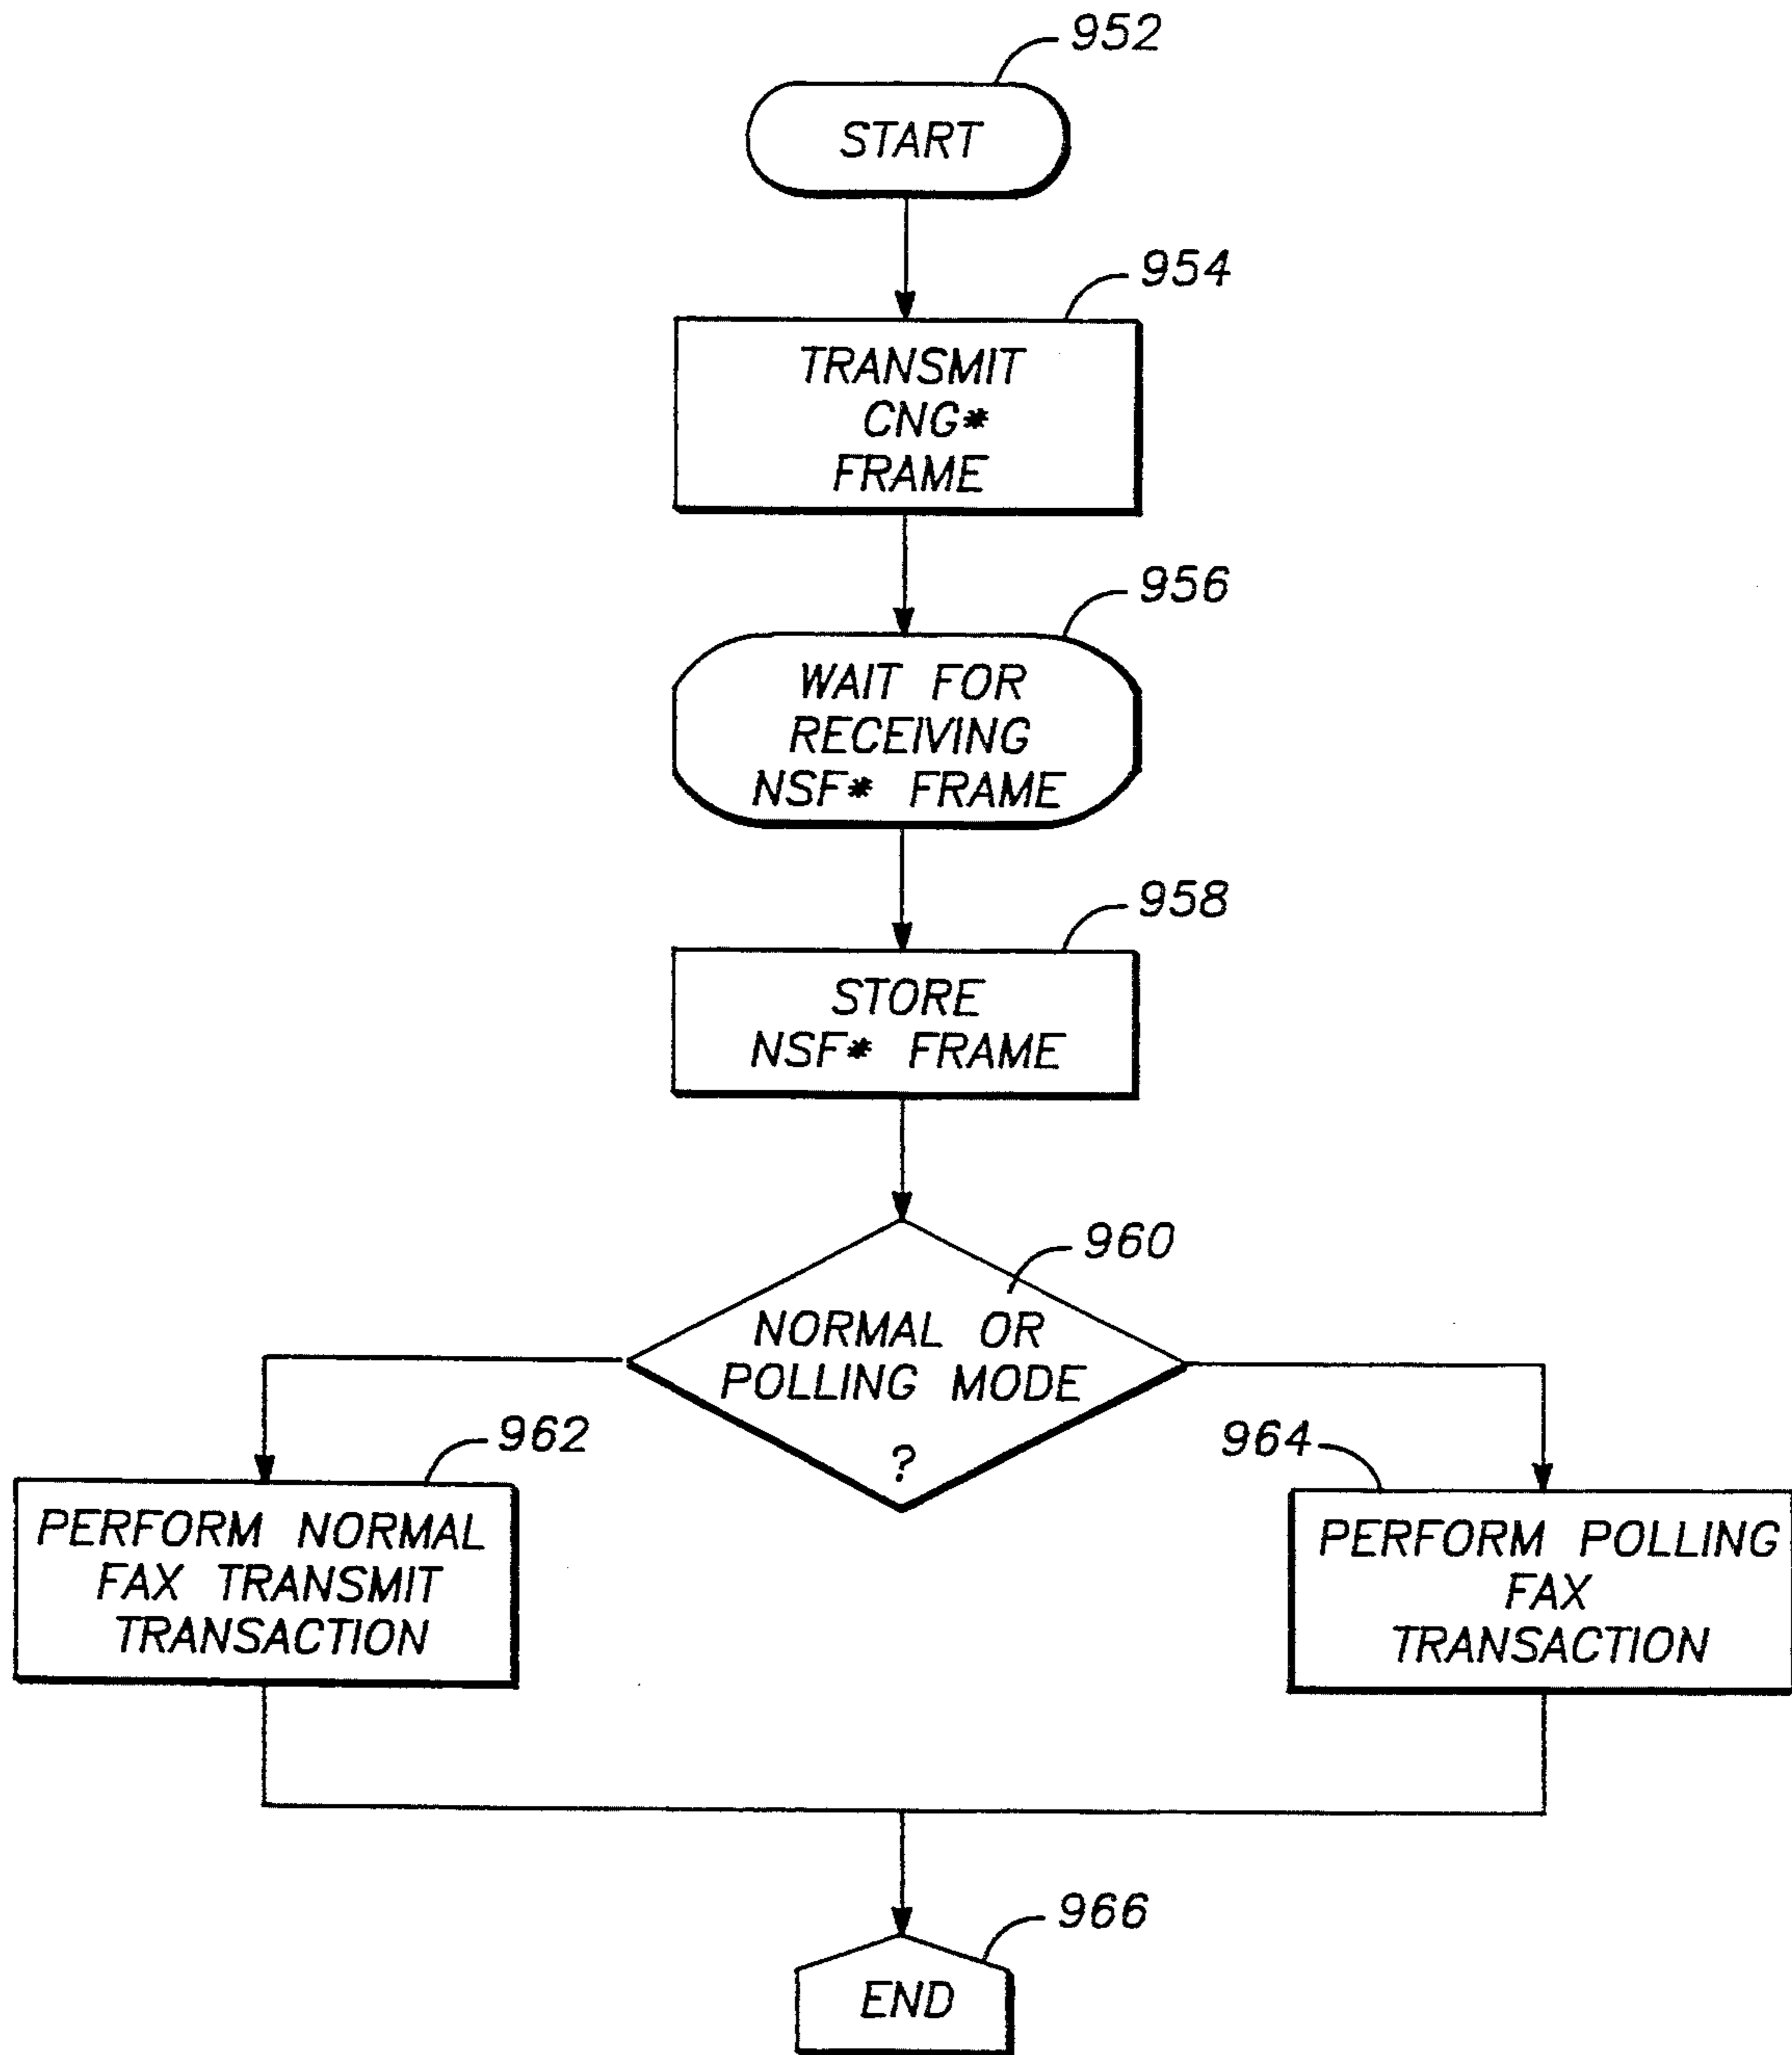 952
START
954
TRANSMIT
CNG*
FRAME
956
WAIT FOR
RECEIVING
NSF* FRAME
958
STORE
NSF* FRAME
960
NORMAL OR
POLLING MODE
?
962
PERFORM NORMAL
FAX TRANSMIT
TRANSACTION
964
PERFORM POLLING
FAX
TRANSACTION
966
END